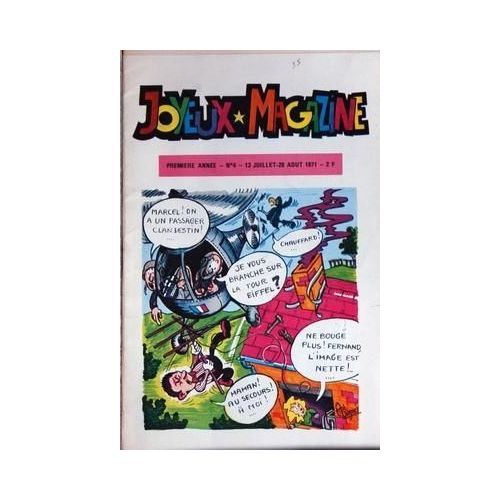 JOYEUX★MAGAZINE
PREMIERE ANNÉE - N°4 - 13 JUILLET-28 AOUT 1971 - 2 F
MARCEL! ON
A UN PASSAGER
CLANDESTIN!
....
CHAUFFARD!
...
JE VOUS
BRANCHE SUR
LA TOUR
EIFFEL?
NE BOUGE
PLUS! FERNAND,
L'IMAGE EST
NETTE!..
....
MAMAN!
AU SECOURS!
À MOI!